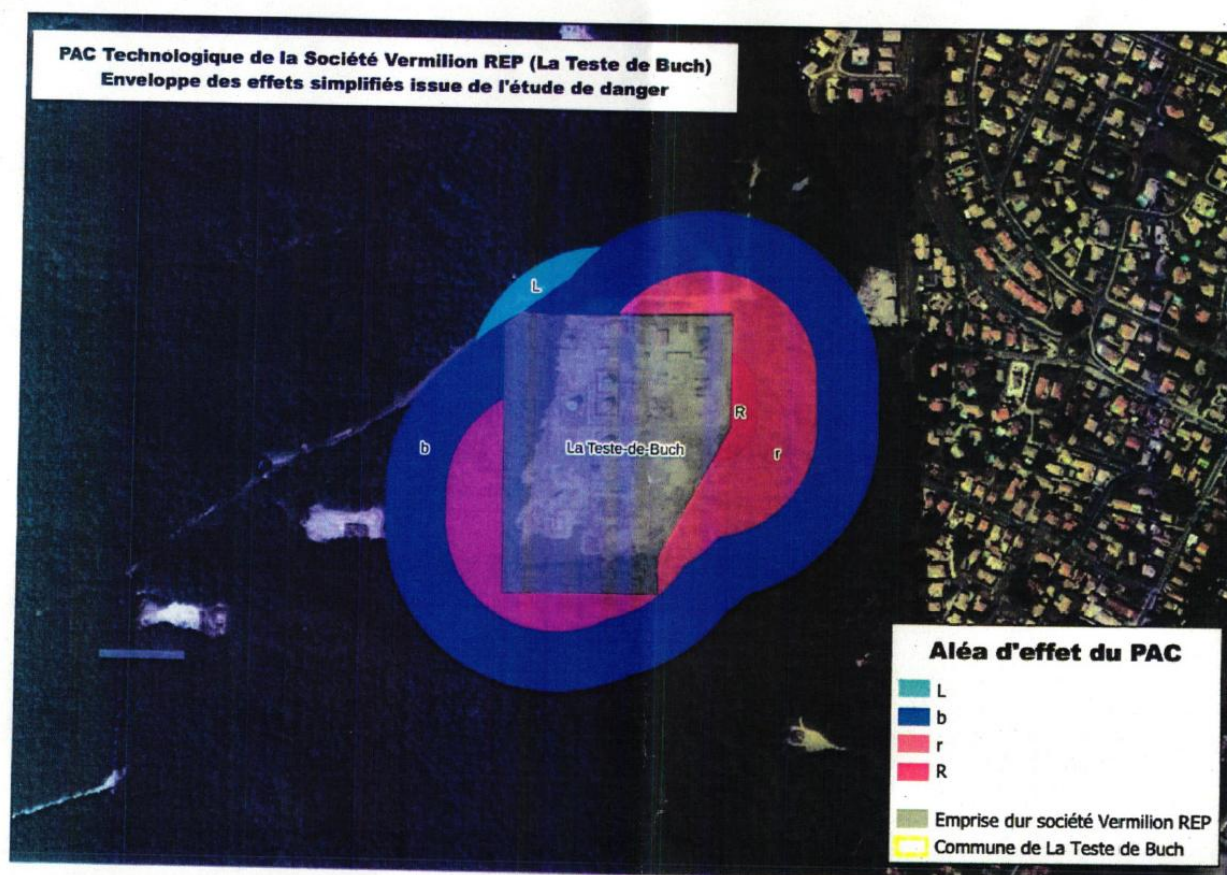 PAC Technologique de la Société Vermilion REP (La Teste de Buch)
Enveloppe des effets simplifiés issue de l'étude de danger
L
R
La Teste-de-Buch
b
r
Aléa d'effet du PAC
L
b
r
R
Emprise dur société Vermilion REP
Commune de La Teste de Buch